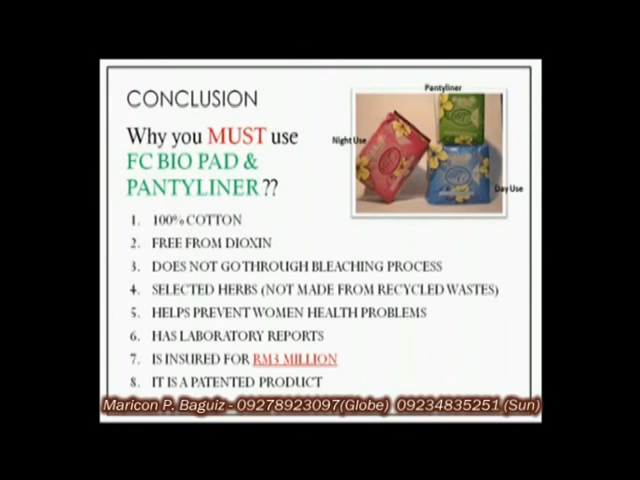 CONCLUSION
Why you MUST use
FC BIO PAD &
PANTYLINER ??
Pantyliner
Night Use
Day Use
1. 100% COTTON
2. FREE FROM DIOXIN
3. DOES NOT GO THROUGH BLEACHING PROCESS
4. SELECTED HERBS (NOT MADE FROM RECYCLED WASTES)
5. HELPS PREVENT WOMEN HEALTH PROBLEMS
6. HAS LABORATORY REPORTS
7. IS INSURED FOR RM3 MILLION
8. IT IS A PATENTED PRODUCT
Maricon P. Baguiz - 09278923097(Globe) 09234835251 (Sun)